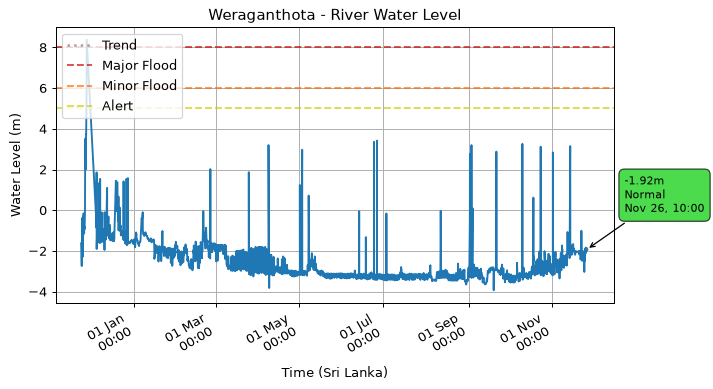 Weraganthota - River Water Level
Water Level (m)
8
6
4
2
0
−2
−4
Trend
Major Flood
Minor Flood
Alert
-1.92m
Normal
Nov 26, 10:00
01 Jan
00:00
01 Mar
00:00
01 May
00:00
01 Jul
00:00
01 Sep
00:00
01 Nov
00:00
Time (Sri Lanka)